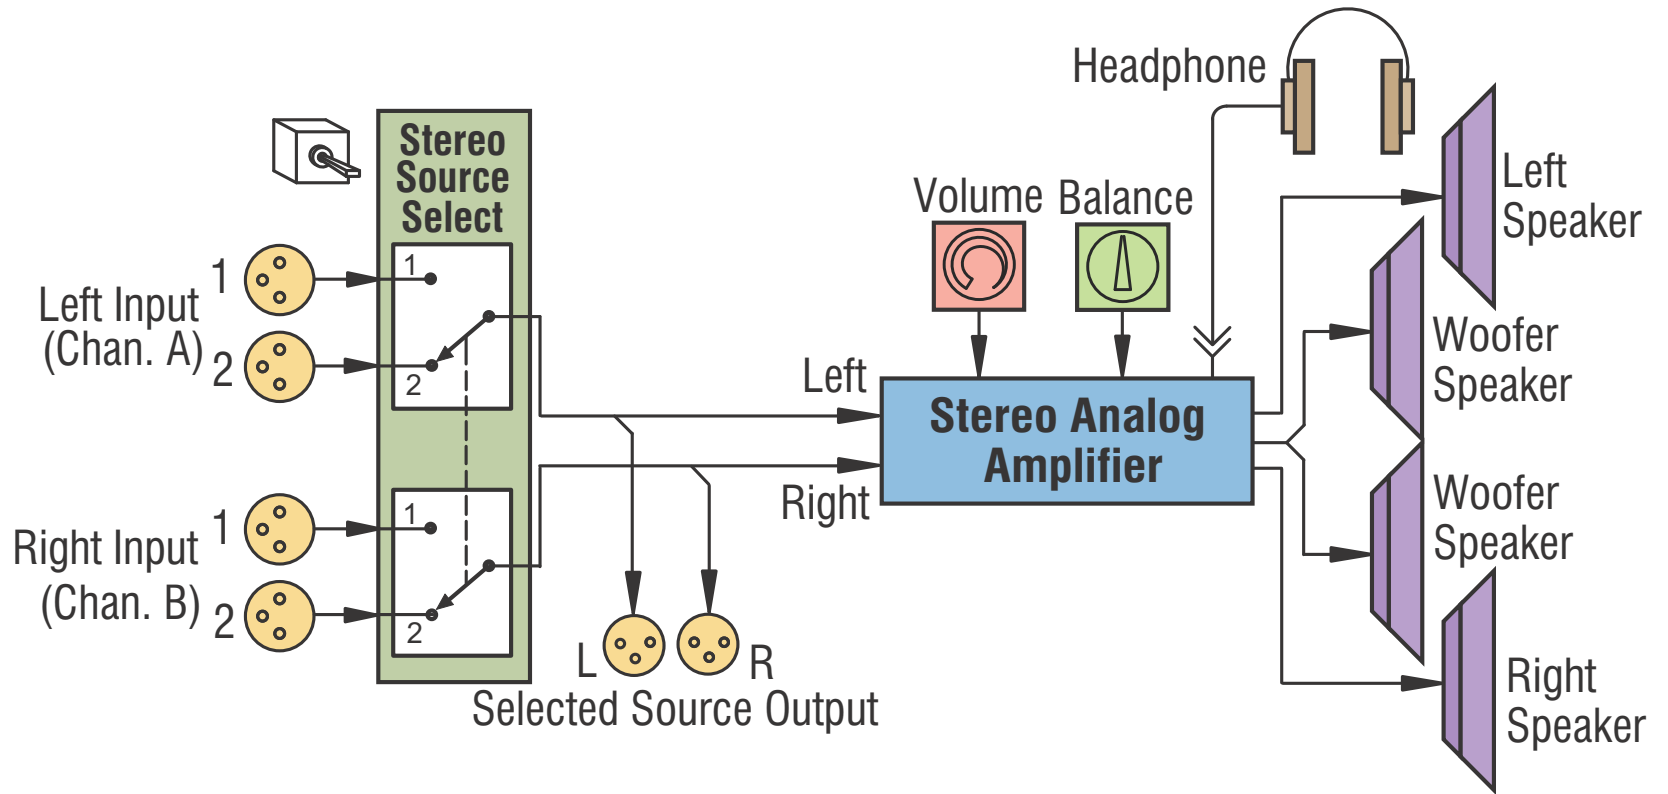 Stereo
Source
Select
1
2
1
2
Left Input
(Chan. A)
1
2
1
2
Right Input
(Chan. B)
L
R
Selected Source Output
Left
Right
Volume
Balance
Headphone
Stereo Analog
Amplifier
Left
Speaker
Woofer
Speaker
Woofer
Speaker
Right
Speaker